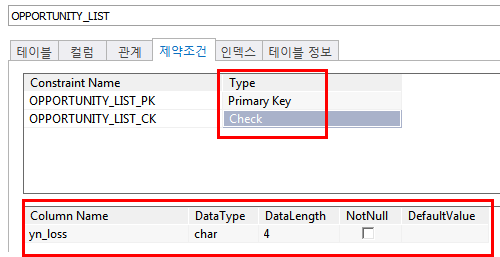 OPPORTUNITY_LIST
테이블 컬럼 관계 제약조건 인덱스 테이블 정보
Constraint Name Type
OPPORTUNITY_LIST_PK Primary Key
OPPORTUNITY_LIST_CK Check
Column Name DataType DataLength NotNull DefaultValue
yn_loss char 4